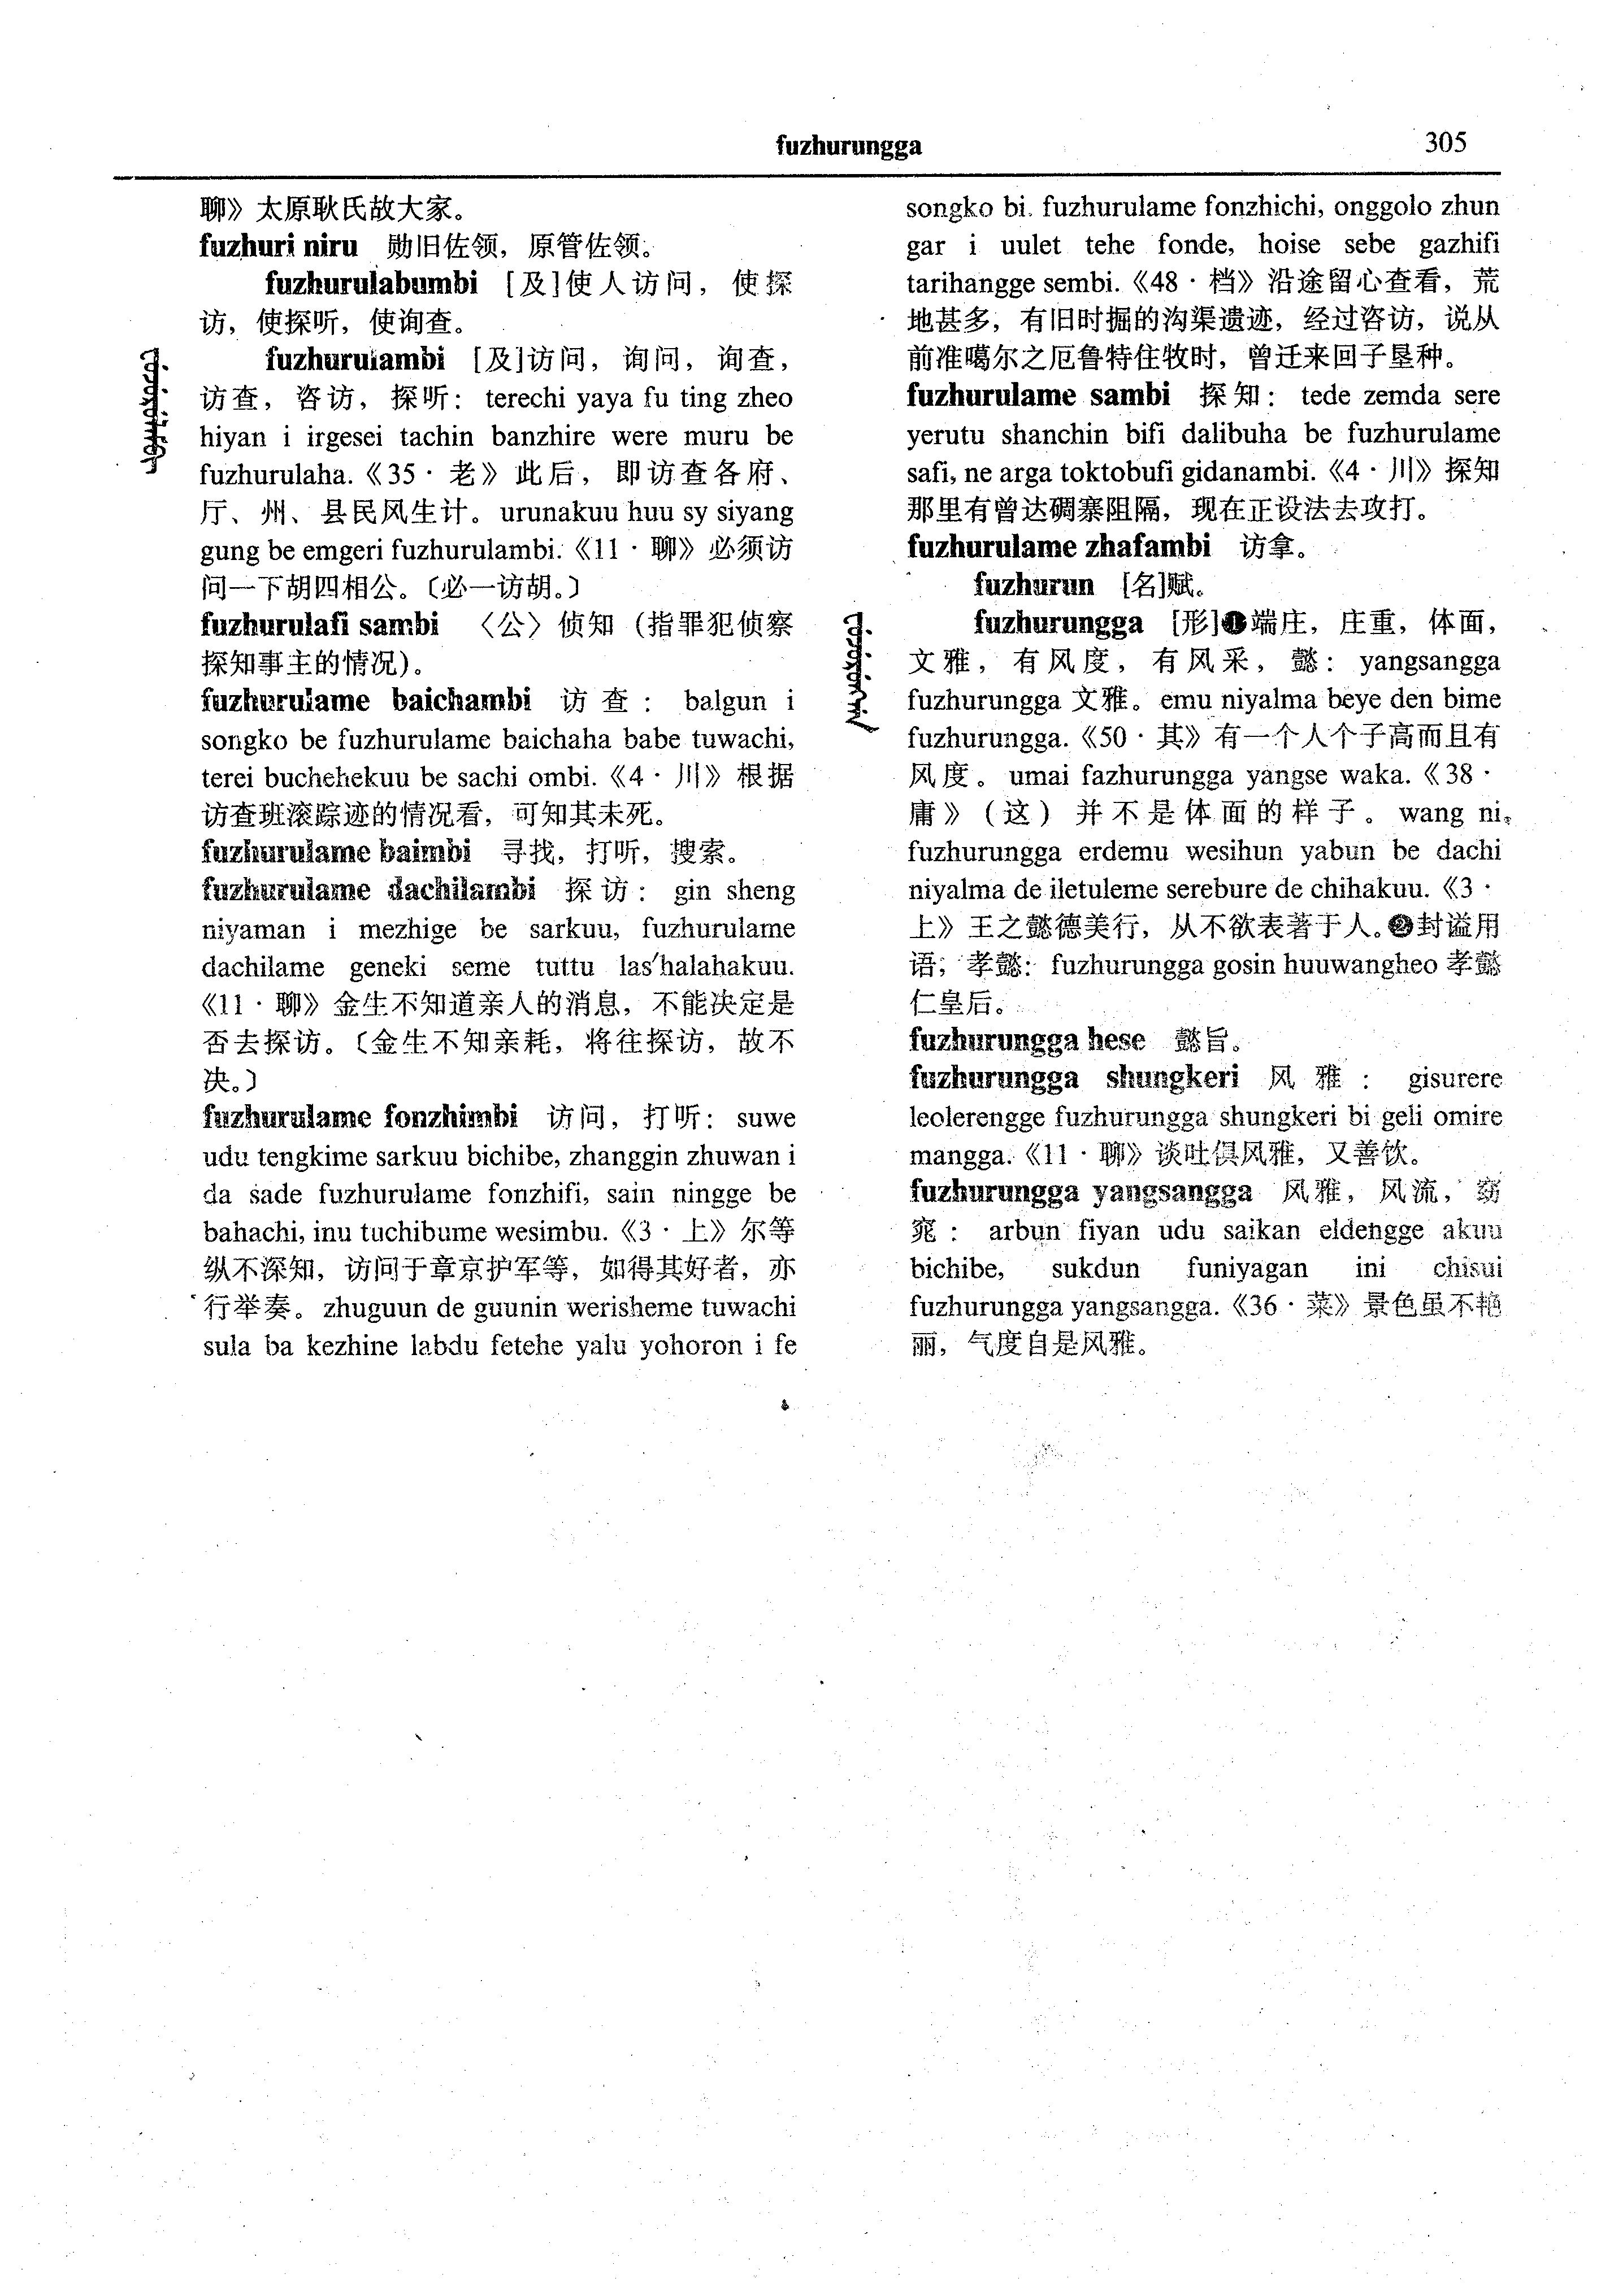 fuzhurungga
305
聊》太原耿氏故大家。
fuzhuri niru 勋旧佐领，原管佐领。
fuzhurulabumbi [及]使人访问，使探
访，使探听，使询查。
fuzhurulambi [及]访问，询问，询查，
访查，咨访，探听：terechi yaya fu ting zheo
hiyan i irgesei tachin banzhire were muru be
fuzhurulaha.《35·老》此后，即访查各府、
厅、州、县民风生计。urunakuu huu sy siyang
gung be emgeri fuzhurulambi.《11·聊》必须访
问一下胡四相公。〔必一访胡。〕
fuzhurulafi sambi 〈公〉侦知（指罪犯侦察
探知事主的情况）。
fuzhurulame baichambi 访查：balgun i
songko be fuzhurulame baichaha babe tuwachi,
terei buchehekuu be sachi ombi.《4·川》根据
访查班滚踪迹的情况看，可知其未死。
fuzhurulame baimbi 寻找，打听，搜索。
fuzhurulame dachilambi 探访：gin sheng
niyaman i mezhige be sarkuu, fuzhurulame
dachilame geneki seme tuttu las'halahakuu.
《11·聊》金生不知道亲人的消息，不能决定是
否去探访。〔金生不知亲耗，将往探访，故不
决。〕
fuzhurulame fonzhimbi 访问，打听：suwe
udu tengkime sarkuu bichibe, zhanggin zhuwan i
da sade fuzhurulame fonzhifi, sain ningge be
bahachi, inu tuchibume wesimbu.《3·上》尔等
纵不深知，访问于章京护军等，如得其好者，亦
行举奏。zhuguun de guunin werisheme tuwachi
sula ba kezhine labdu fetehe yalu yohoron i fe
songko bi. fuzhurulame fonzhichi, onggolo zhun
gar i uulet tehe fonde, hoise sebe gazhifi
tarihangge sembi.《48·档》沿途留心查看，荒
地甚多，有旧时掘的沟渠遗迹，经过咨访，说从
前准噶尔之厄鲁特住牧时，曾迁来回子垦种。
fuzhurulame sambi 探知：tede zemda sere
yerutu shanchin bifi dalibuha be fuzhurulame
safi, ne arga toktobufi gidanambi.《4·川》探知
那里有曾达碉寨阻隔，现在正设法去攻打。
fuzhurulame zhafambi 访拿。
fuzhurun [名]赋。
fuzhurungga [形]❶端庄，庄重，体面，
文雅，有风度，有风采，懿：yangsangga
fuzhurungga 文雅。emu niyalma beye den bime
fuzhurungga.《50·其》有一个人个子高而且有
风度。umai fazhurungga yangse waka.《38·
庸》（这）并不是体面的样子。wang ni,
fuzhurungga erdemu wesihun yabun be dachi
niyalma de iletuleme serebure de chihakuu.《3·
上》王之懿德美行，从不欲表著于人。❷封谥用
语；孝懿：fuzhurungga gosin huuwangheo 孝懿
仁皇后。
fuzhurungga hese 懿旨。
fuzhurungga shungkeri 风雅：gisurere
leolerengge fuzhurungga shungkeri bi geli omire
mangga.《11·聊》谈吐俱风雅，又善饮。
fuzhurungga yangsangga 风雅，风流，窈
窕：arbun fiyan udu saikan eldengge akuu
bichibe, sukdun funiyagan ini chisui
fuzhurungga yangsangga.《36·菜》景色虽不艳
丽，气度自是风雅。